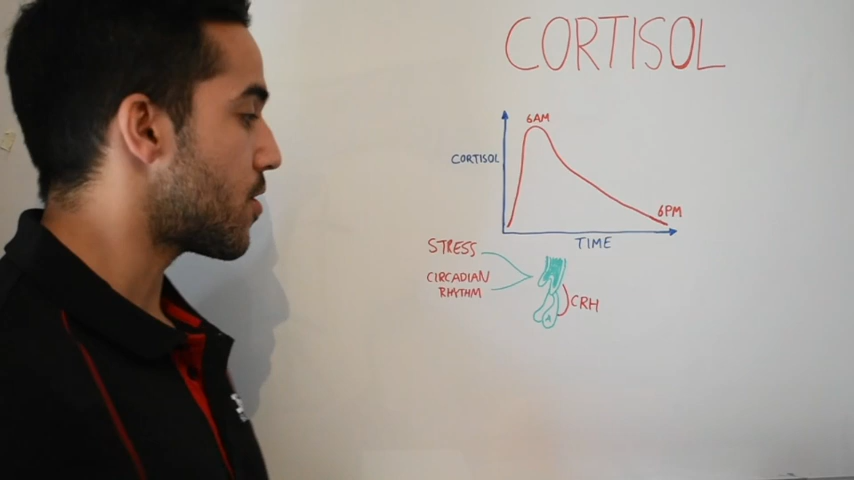 CORTISOL
6AM
CORTISOL
6PM
TIME
STRESS
CIRCADIAN
RHYTHM
CRH
A